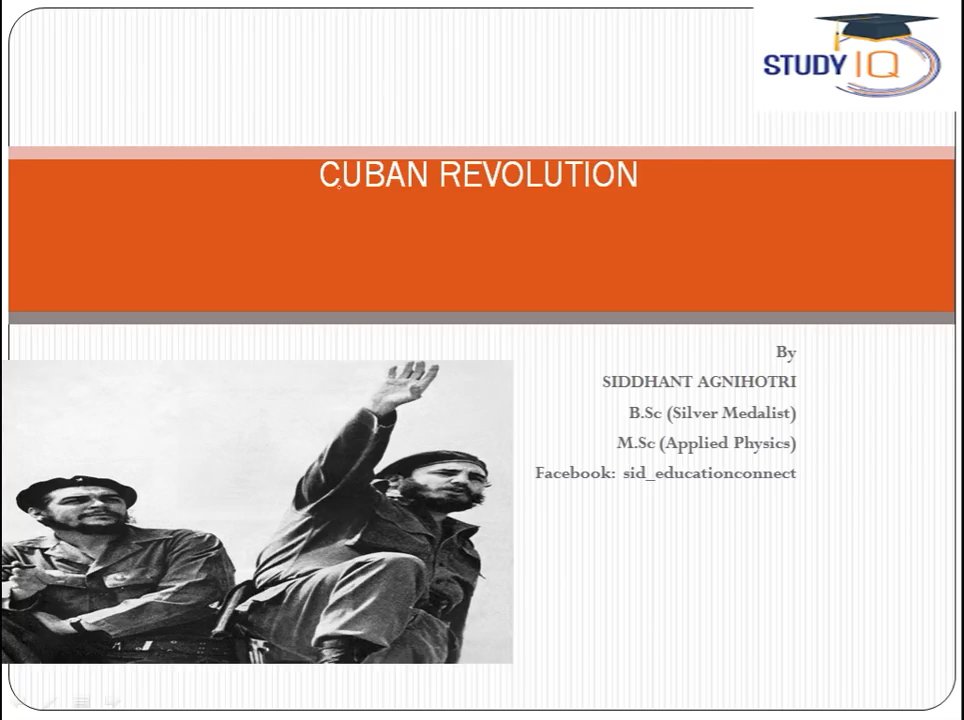 STUDY IQ
CUBAN REVOLUTION
By
SIDDHANT AGNIHOTRI
B.Sc (Silver Medalist)
M.Sc (Applied Physics)
Facebook: sid_educationconnect